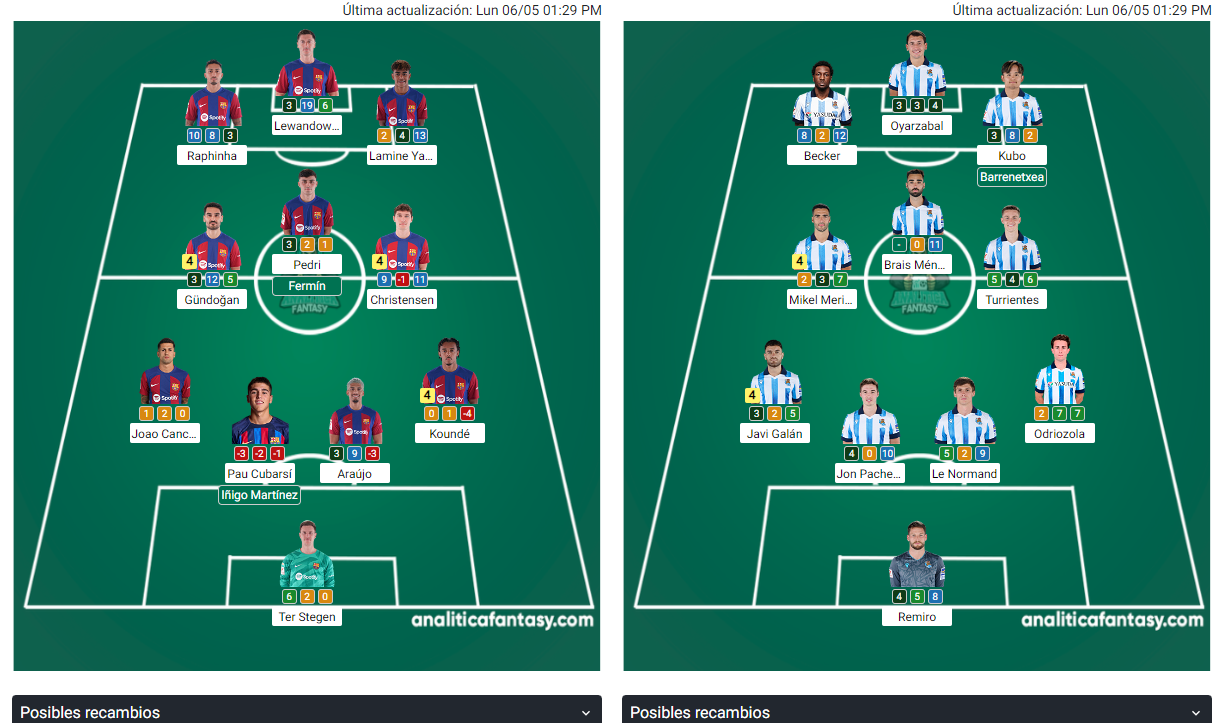 Última actualización: Lun 06/05 01:29 PM
3 19 6
Lewandow...
10 8 3
Raphinha
2 4 13
Lamine Ya...
3 2 1
Pedri
Fermín
4
3 12 5
Gündoğan
4
9 -1 11
Christensen
FANTASY
1 2 0
Joao Canc...
4
0 1 -4
Koundé
-3 -2 -1
Pau Cubarsí
Iñigo Martínez
3 9 -3
Araújo
6 2 0
Ter Stegen
analiticafantasy.com
Posibles recambios
Última actualización: Lun 06/05 01:29 PM
3 3 4
Oyarzabal
8 2 12
Becker
3 8 2
Kubo
Barrenetxea
- 0 11
Brais Mén...
4
2 3 7
Mikel Meri...
5 4 6
Turrientes
FANTASY
4
3 2 5
Javi Galán
2 7 7
Odriozola
4 0 10
Jon Pache...
5 2 9
Le Normand
4 5 8
Remiro
analiticafantasy.com
Posibles recambios